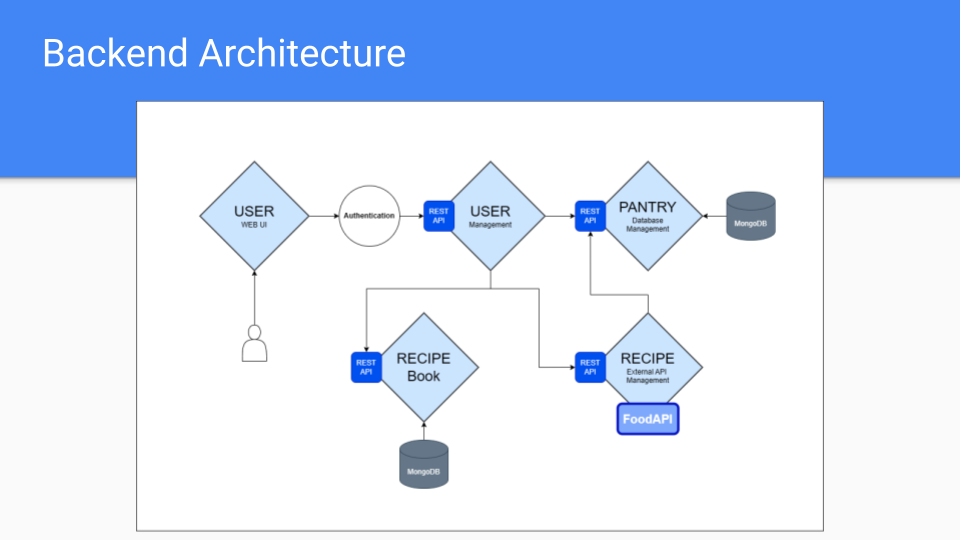 Backend Architecture
USER
WEB UI
Authentication
REST
API
USER
Management
REST
API
PANTRY
Database
Management
MongoDB
REST
API
RECIPE
Book
REST
API
RECIPE
External API
Management
FoodAPI
MongoDB